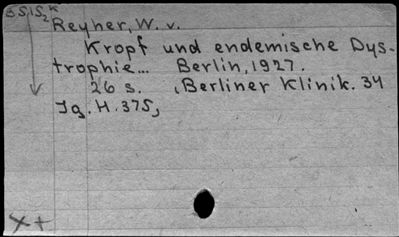 Reyher, W. v.
Kropf und endemische Dys-
trophie... Berlin, 1927.
26 s. , Berliner Klinik. 34
Jg. H. 375,
x+